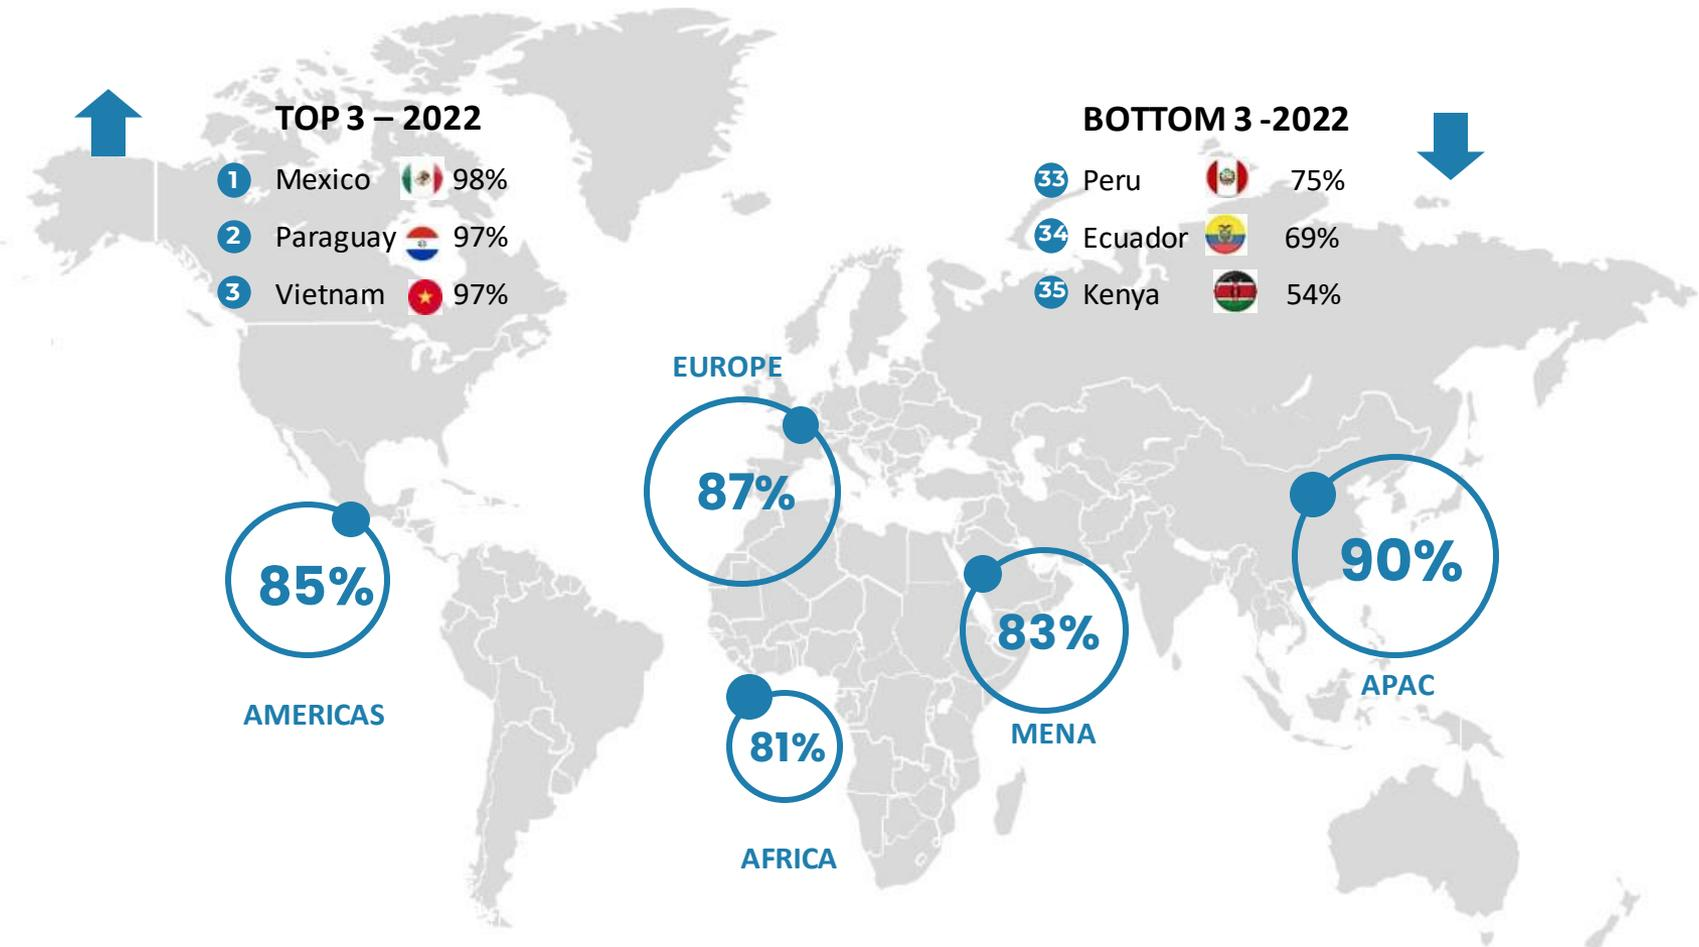 TOP 3 – 2022
1 Mexico 98%
2 Paraguay 97%
3 Vietnam 97%
BOTTOM 3 -2022
33 Peru 75%
34 Ecuador 69%
35 Kenya 54%
EUROPE
87%
85%
AMERICAS
90%
APAC
83%
MENA
81%
AFRICA